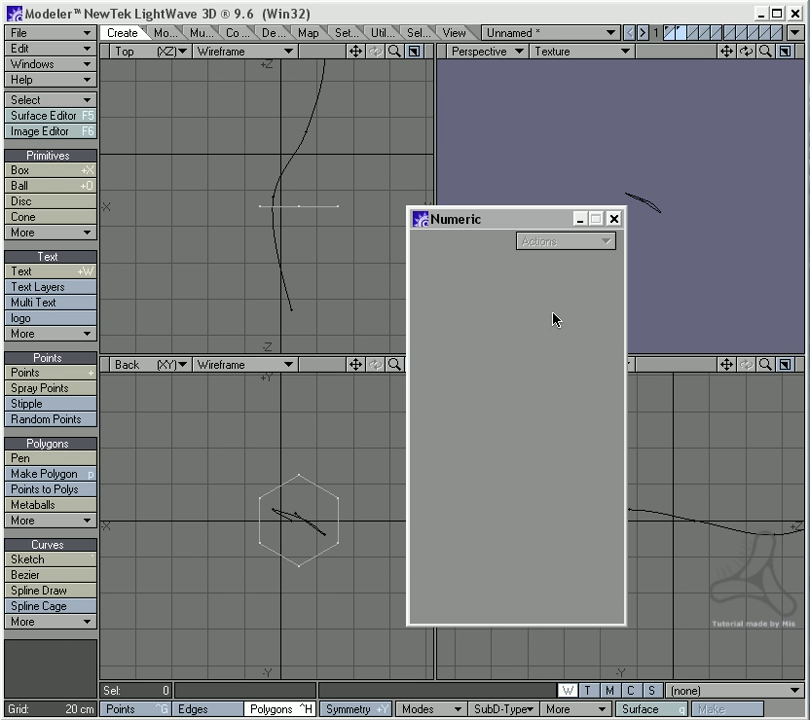 Modeler™ NewTek LightWave 3D ® 9.6 (Win32)
File Create Mo... Mu... Co ... De... Map Set... Util... Sel... View Unnamed * 1
Edit
Windows
Help
Top (XZ) Wireframe
Perspective Texture
+Z
-X
-Z
Select
Surface Editor F5
Image Editor F6
Primitives
Box +X
Ball +O
Disc
Cone
More
Text
Text +W
Text Layers
Multi Text
logo
More
Points
Points +
Spray Points
Stipple
Random Points
Polygons
Pen
Make Polygon p
Points to Polys
Metaballs
More
Curves
Sketch
Bezier
Spline Draw
Spline Cage
More
Numeric
Actions
Back (XY) Wireframe
+Y
-X
-Y
+Z
-Y
Tutorial made by Mis
Sel: 0
W T M C S (none)
Grid: 20 cm Points ^G Edges Polygons ^H Symmetry +Y Modes SubD-Type More Surface q Make